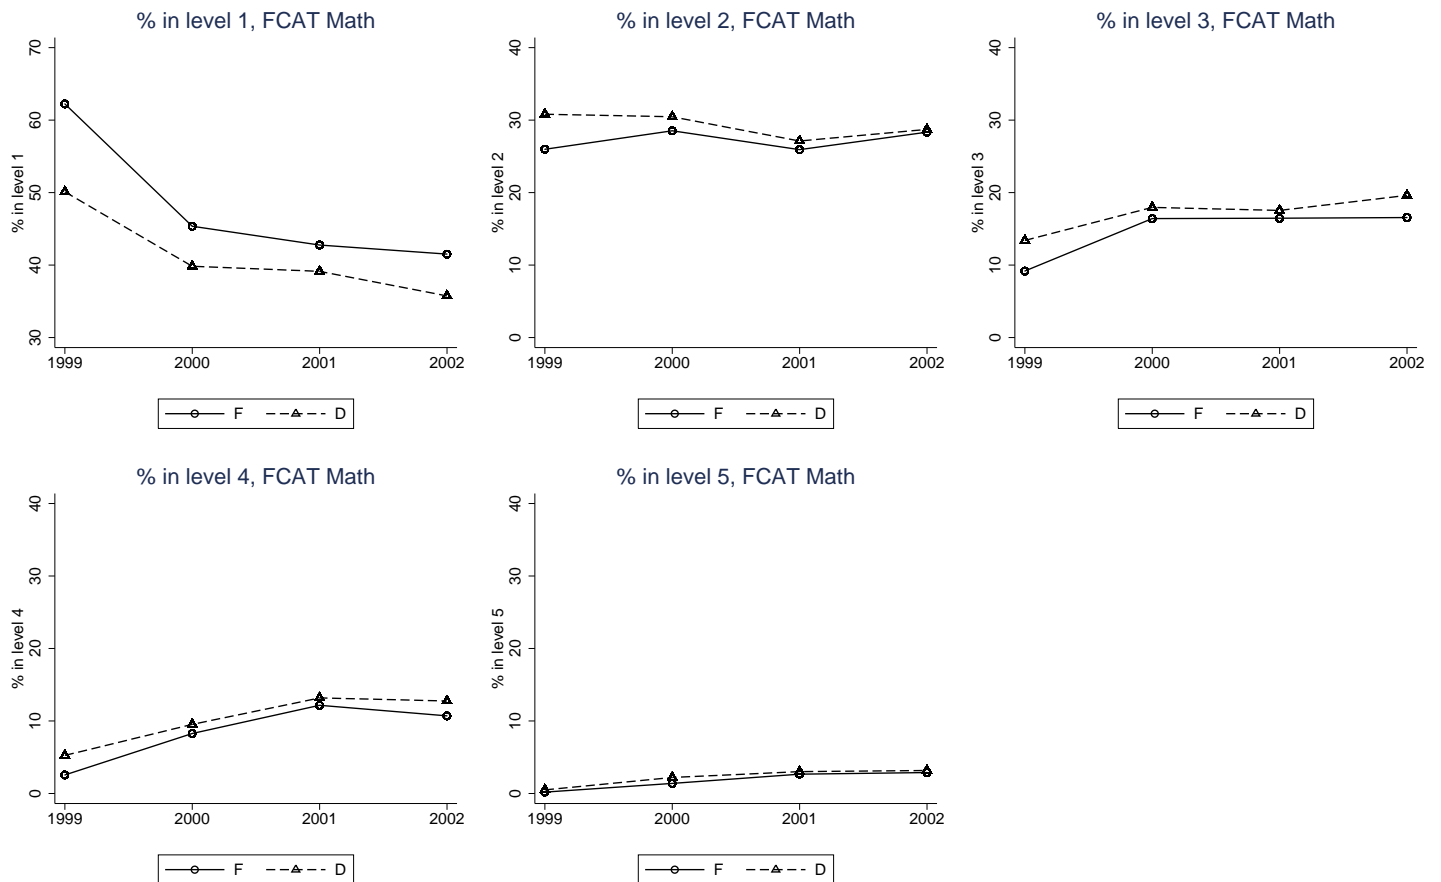 % in level 1, FCAT Math
70
60
50
40
30
% in level 1
1999 2000 2001 2002
F D
% in level 2, FCAT Math
40
30
20
10
0
% in level 2
1999 2000 2001 2002
F D
% in level 3, FCAT Math
40
30
20
10
0
% in level 3
1999 2000 2001 2002
F D
% in level 4, FCAT Math
40
30
20
10
0
% in level 4
1999 2000 2001 2002
F D
% in level 5, FCAT Math
40
30
20
10
0
% in level 5
1999 2000 2001 2002
F D